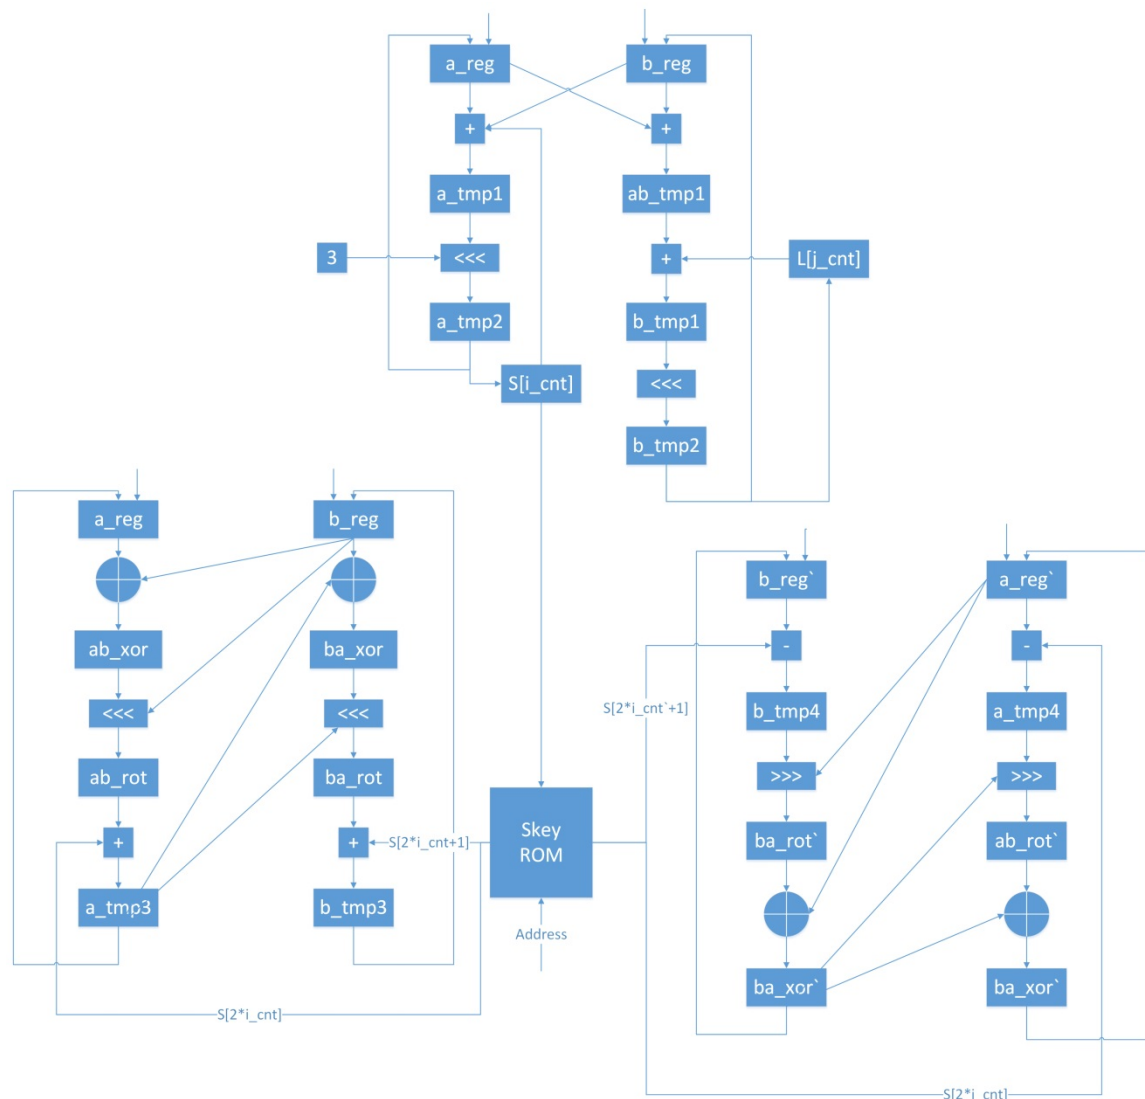 a_reg
b_reg
+
+
a_tmp1
ab_tmp1
3
<<<
+
L[j_cnt]
a_tmp2
b_tmp1
S[i_cnt]
<<<
b_tmp2
a_reg
b_reg
ab_xor
ba_xor
<<<
<<<
ab_rot
ba_rot
+
+
S[2*i_cnt+1]
a_tmp3
b_tmp3
S[2*i_cnt]
Skey
ROM
Address
b_reg`
a_reg`
-
-
S[2*i_cnt`+1]
b_tmp4
a_tmp4
>>>
>>>
ba_rot`
ab_rot`
ba_xor`
ba_xor`
S[2*i_cnt]